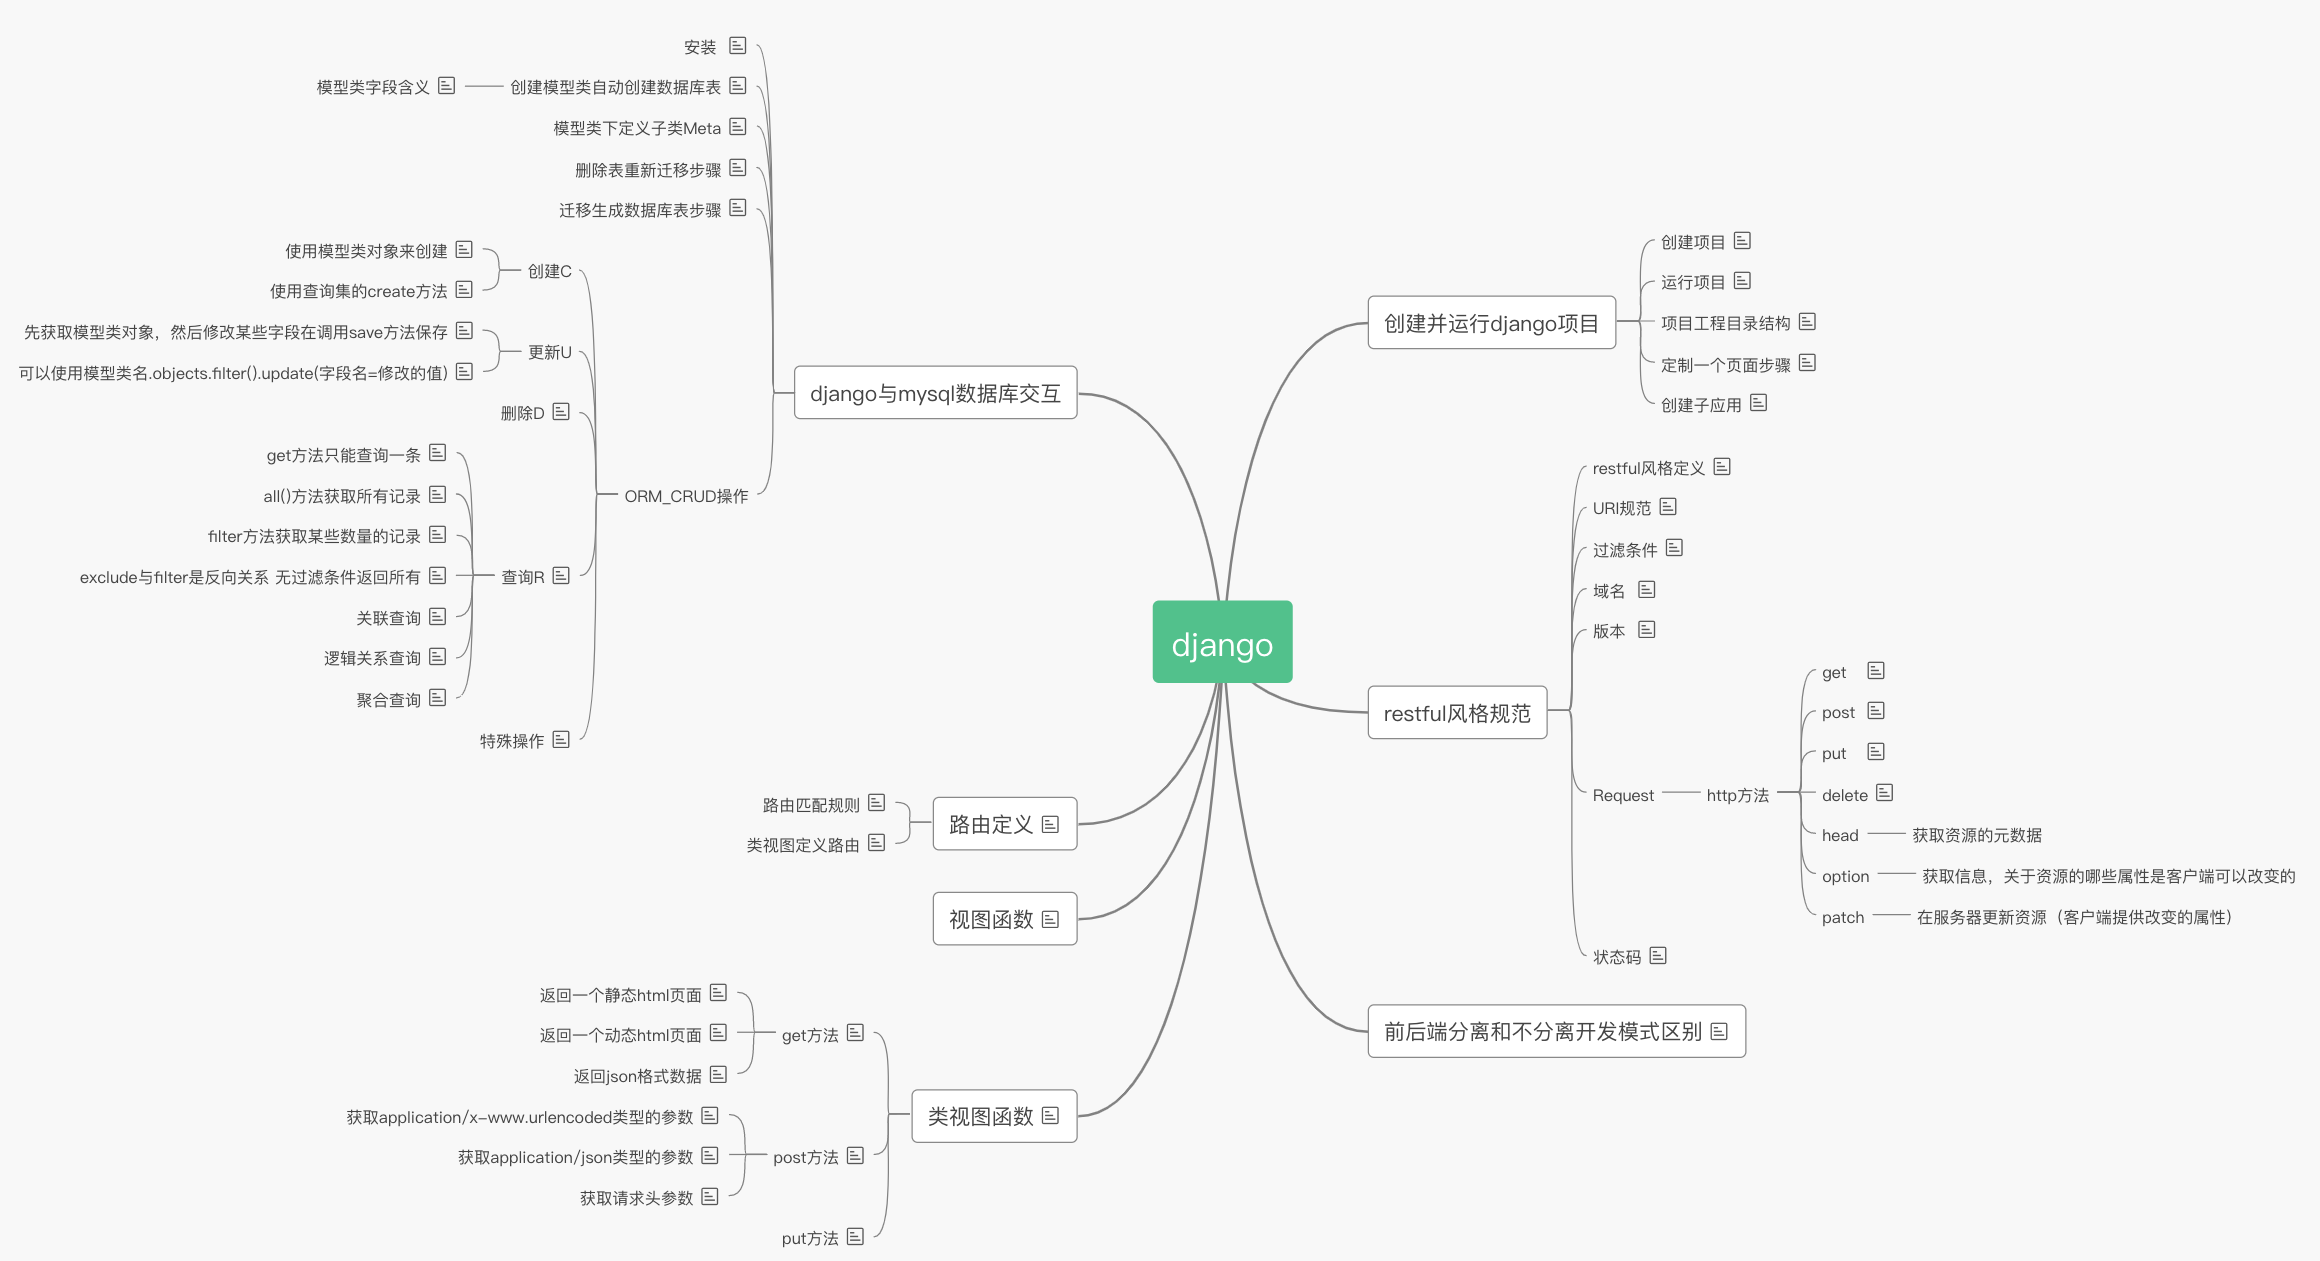 django
创建并运行django项目
创建项目
运行项目
项目工程目录结构
定制一个页面步骤
创建子应用
restful风格规范
restful风格定义
URI规范
过滤条件
域名
版本
Request
http方法
get
post
put
delete
head
获取资源的元数据
option
获取信息，关于资源的哪些属性是客户端可以改变的
patch
在服务器更新资源（客户端提供改变的属性）
状态码
前后端分离和不分离开发模式区别
django与mysql数据库交互
安装
创建模型类自动创建数据库表
模型类字段含义
模型类下定义子类Meta
删除表重新迁移步骤
迁移生成数据库表步骤
ORM_CRUD操作
创建C
使用模型类对象来创建
使用查询集的create方法
更新U
先获取模型类对象，然后修改某些字段在调用save方法保存
可以使用模型类名.objects.filter().update(字段名=修改的值)
删除D
查询R
get方法只能查询一条
all()方法获取所有记录
filter方法获取某些数量的记录
exclude与filter是反向关系 无过滤条件返回所有
关联查询
逻辑关系查询
聚合查询
特殊操作
路由定义
路由匹配规则
类视图定义路由
视图函数
类视图函数
get方法
返回一个静态html页面
返回一个动态html页面
返回json格式数据
post方法
获取application/x-www.urlencoded类型的参数
获取application/json类型的参数
获取请求头参数
put方法